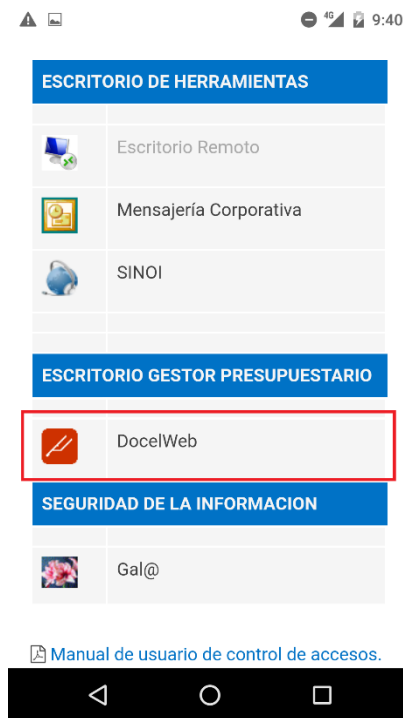 4G 9:40
ESCRITORIO DE HERRAMIENTAS
Escritorio Remoto
Mensajería Corporativa
SINOI
ESCRITORIO GESTOR PRESUPUESTARIO
DocelWeb
SEGURIDAD DE LA INFORMACION
Gal@
Manual de usuario de control de accesos.